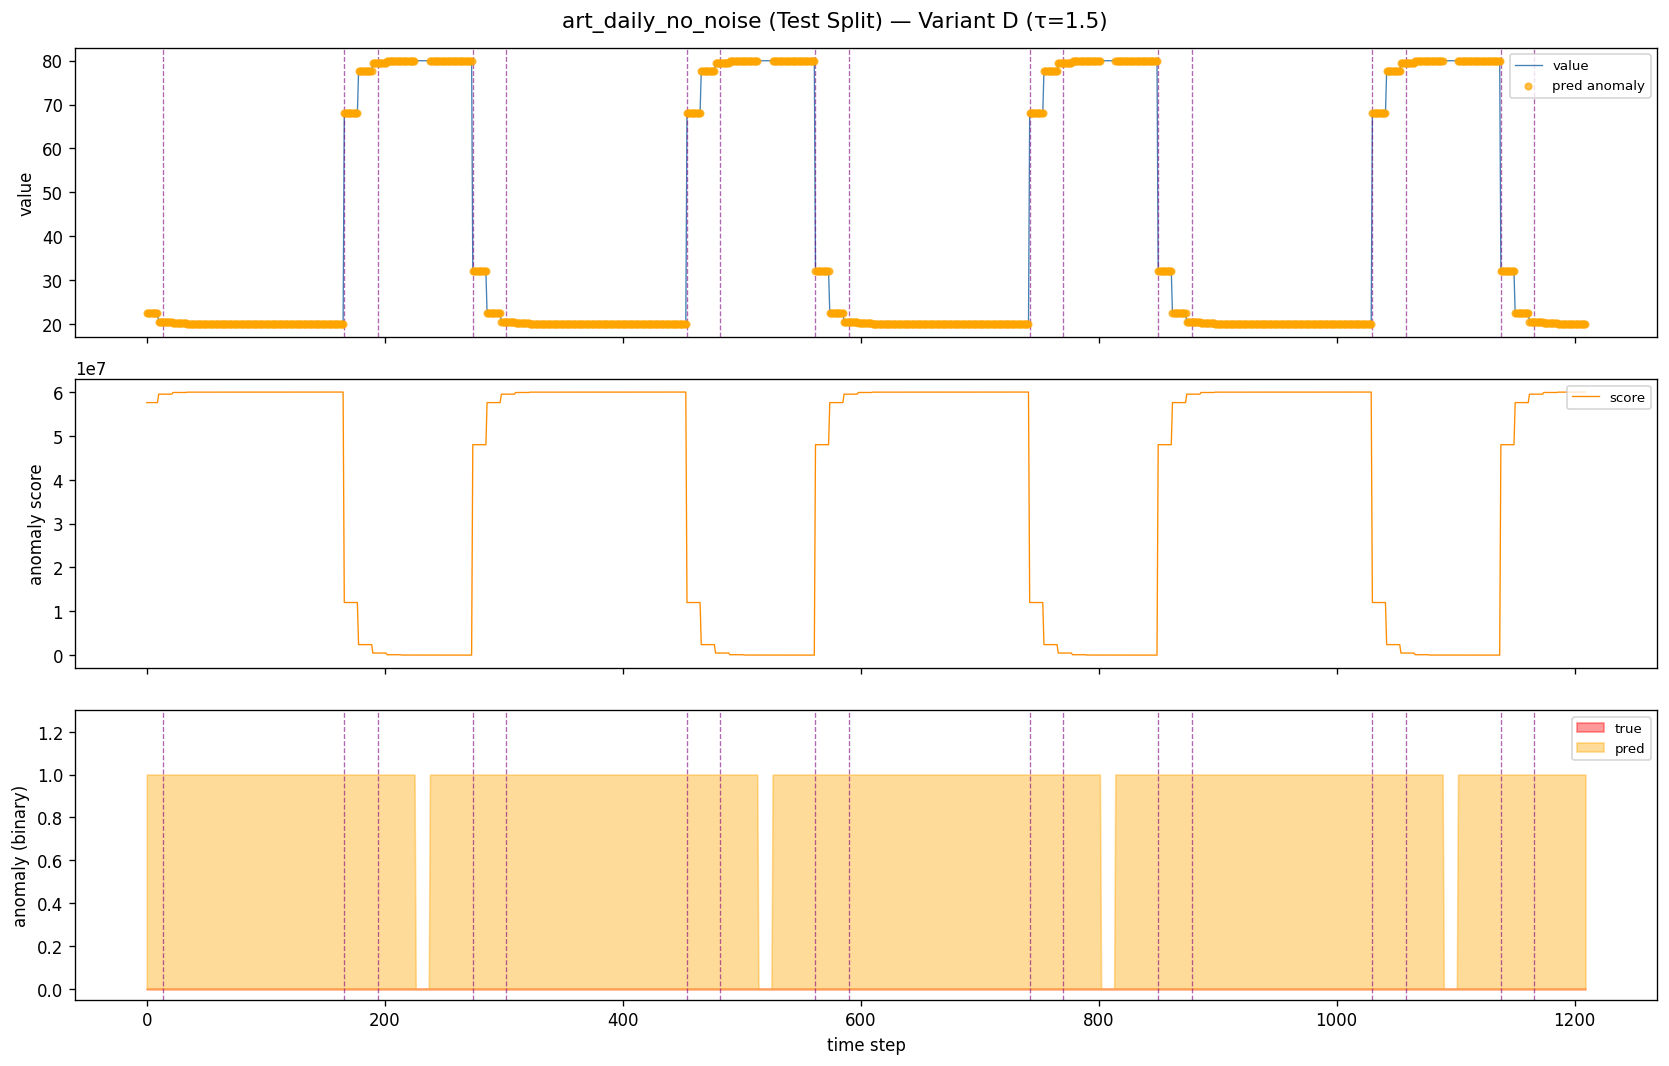 art_daily_no_noise (Test Split) — Variant D (τ=1.5)
value
80
70
60
50
40
30
20
value
pred anomaly
1e7
anomaly score
6
5
4
3
2
1
0
score
anomaly (binary)
1.2
1.0
0.8
0.6
0.4
0.2
0.0
true
pred
0
200
400
600
800
1000
1200
time step